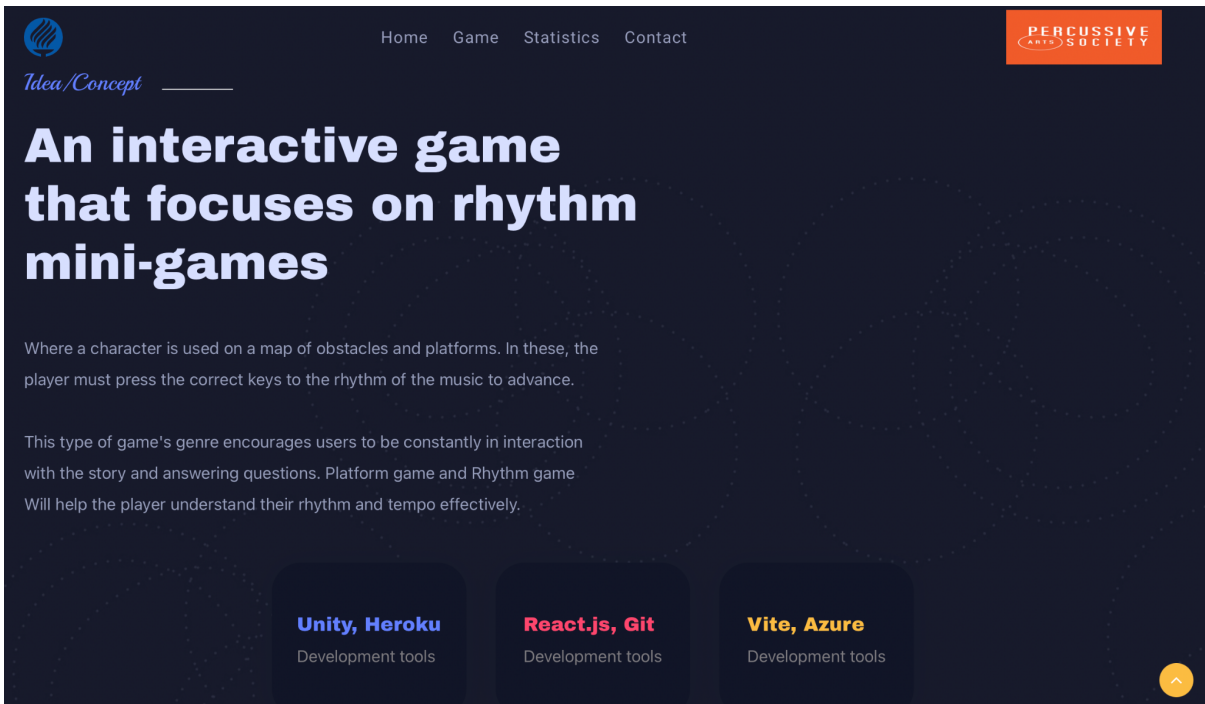 Home Game Statistics Contact
PERCUSSIVE
ARTS SOCIETY
Idea/Concept
An interactive game
that focuses on rhythm
mini-games
Where a character is used on a map of obstacles and platforms. In these, the
player must press the correct keys to the rhythm of the music to advance.
This type of game's genre encourages users to be constantly in interaction
with the story and answering questions. Platform game and Rhythm game
Will help the player understand their rhythm and tempo effectively.
Unity, Heroku
Development tools
React.js, Git
Development tools
Vite, Azure
Development tools